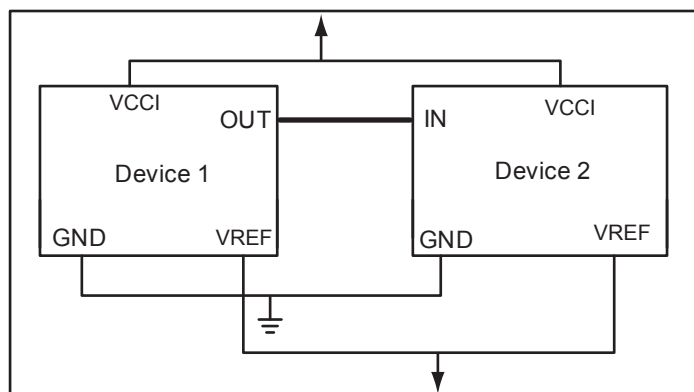 VCCI
VCCI
OUT
IN
Device 1
Device 2
GND
VREF
GND
VREF